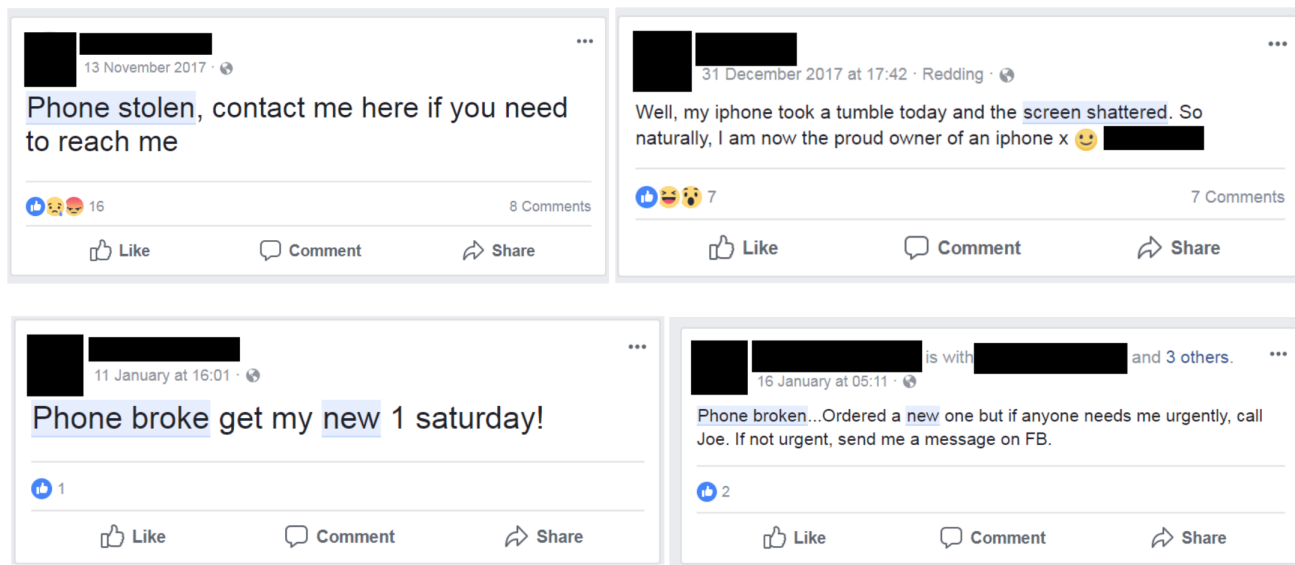 13 November 2017 ·
Phone stolen, contact me here if you need
to reach me
16
8 Comments
Like Comment Share
31 December 2017 at 17:42 · Redding ·
Well, my iphone took a tumble today and the screen shattered. So
naturally, I am now the proud owner of an iphone x
7
7 Comments
Like Comment Share
11 January at 16:01 ·
Phone broke get my new 1 saturday!
1
Like Comment Share
is with and 3 others.
16 January at 05:11 ·
Phone broken...Ordered a new one but if anyone needs me urgently, call
Joe. If not urgent, send me a message on FB.
2
Like Comment Share